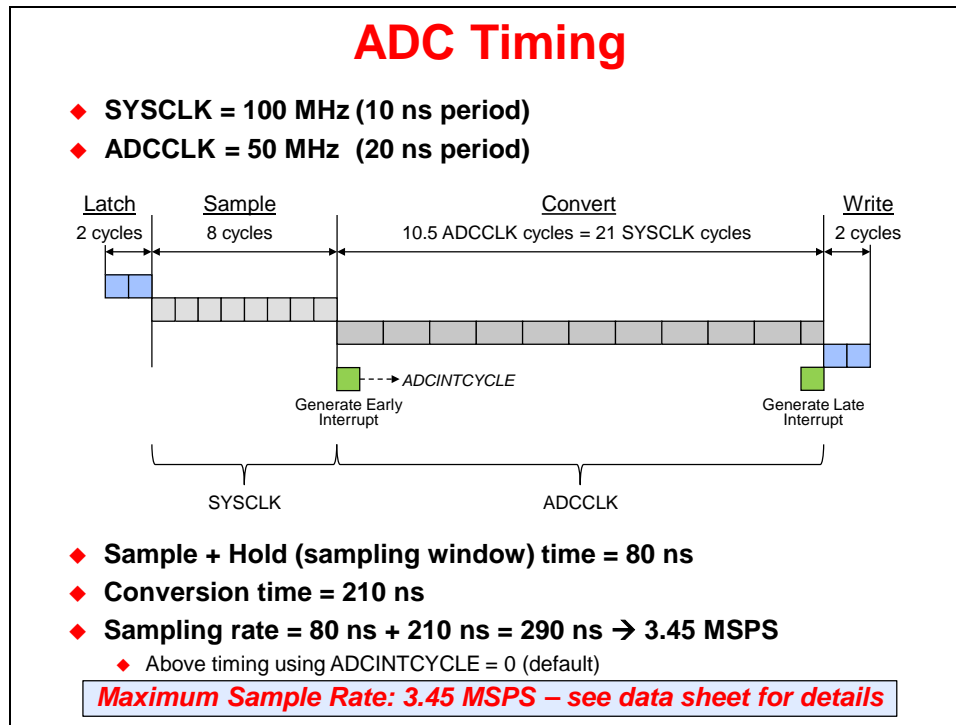 ADC Timing
◆ SYSCLK = 100 MHz (10 ns period)
◆ ADCCLK = 50 MHz (20 ns period)
Latch Sample Convert Write
2 cycles 8 cycles 10.5 ADCCLK cycles = 21 SYSCLK cycles 2 cycles
ADCINTCYCLE
Generate Early Generate Late
Interrupt Interrupt
SYSCLK ADCCLK
◆ Sample + Hold (sampling window) time = 80 ns
◆ Conversion time = 210 ns
◆ Sampling rate = 80 ns + 210 ns = 290 ns → 3.45 MSPS
◆ Above timing using ADCINTCYCLE = 0 (default)
Maximum Sample Rate: 3.45 MSPS – see data sheet for details